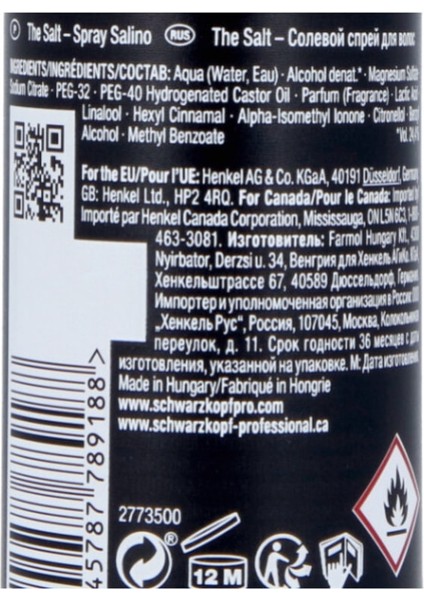 Ⓟ The Salt – Spray Salino RUS The Salt – Солевой спрей для волос
INGREDIENTS/INGRÉDIENTS/СОСТАВ: Aqua (Water, Eau) · Alcohol denat.* · Magnesium Sulfate
Sodium Citrate · PEG-32 · PEG-40 Hydrogenated Castor Oil · Parfum (Fragrance) · Lactic Acid
Linalool · Hexyl Cinnamal · Alpha-Isomethyl Ionone · Citronellol · Benzyl
Alcohol · Methyl Benzoate
For the EU/Pour l'UE: Henkel AG & Co. KGaA, 40191 Düsseldorf, Germany
GB: Henkel Ltd., HP2 4RQ. For Canada/Pour le Canada: Imported by
Importé par Henkel Canada Corporation, Mississauga, ON L5N 6C3, 1-800-
463-3081. Изготовитель: Farmol Hungary Kft., 4300
Nyirbator, Derzsi u. 34, Венгрия для Хенкель АГ и Ко. КГаА,
Хенкельштрассе 67, 40589 Дюссельдорф, Германия
Импортер и уполномоченная организация в России: ООО
„Хенкель Рус", Россия, 107045, Москва, Колокольников
переулок, д. 11. Срок годности 36 месяцев с даты
изготовления, указанной на упаковке. М: Дата изготовления.
Made in Hungary/Fabriqué in Hongrie
www.schwarzkopfpro.com
www.schwarzkopf-professional.ca
45787 789188 >
2773500
12 M